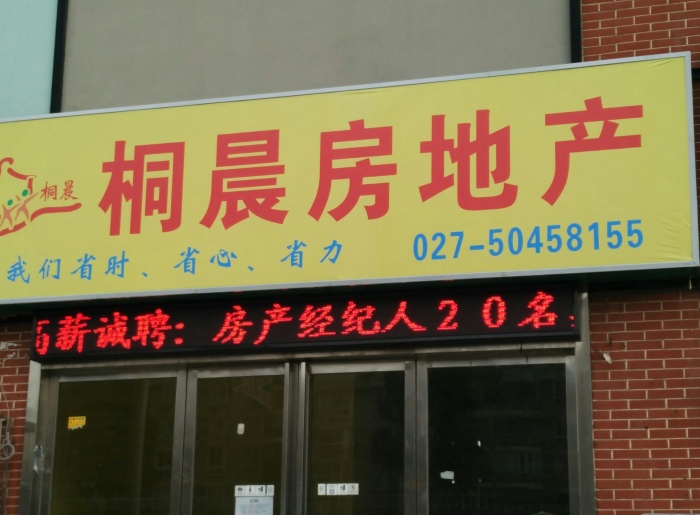 桐晨
桐晨房地产
我们省时、省心、省力
027-50458155
高薪诚聘：房产经纪人20名